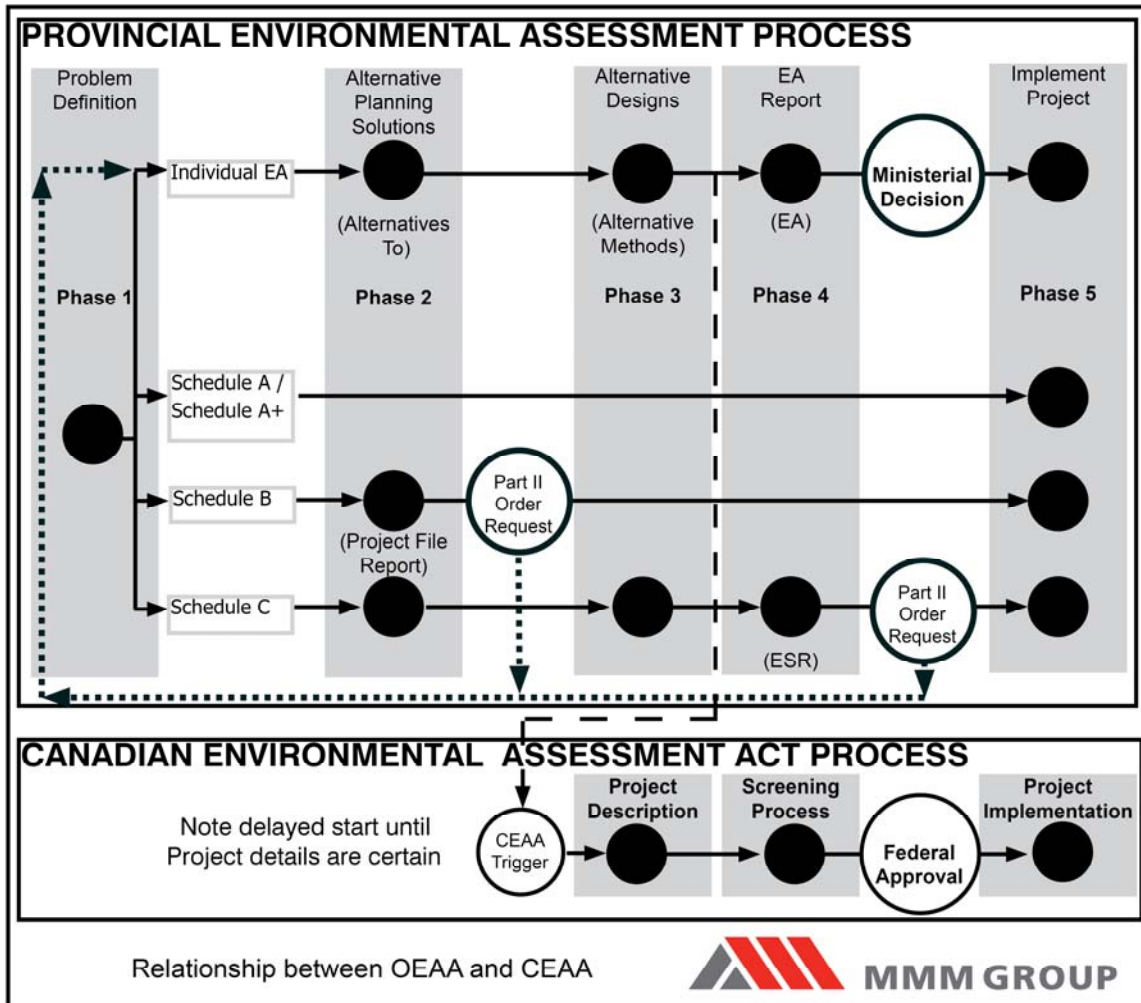 PROVINCIAL ENVIRONMENTAL ASSESSMENT PROCESS
Problem
Definition
Alternative
Planning
Solutions
Alternative
Designs
EA
Report
Implement
Project
Individual EA
Ministerial
Decision
(Alternatives
To)
(Alternative
Methods)
(EA)
Phase 1
Phase 2
Phase 3
Phase 4
Phase 5
Schedule A /
Schedule A+
Schedule B
Part II
Order
Request
(Project File
Report)
Schedule C
Part II
Order
Request
(ESR)
CANADIAN ENVIRONMENTAL ASSESSMENT ACT PROCESS
Note delayed start until
Project details are certain
CEAA
Trigger
Project
Description
Screening
Process
Federal
Approval
Project
Implementation
Relationship between OEAA and CEAA
MMM GROUP